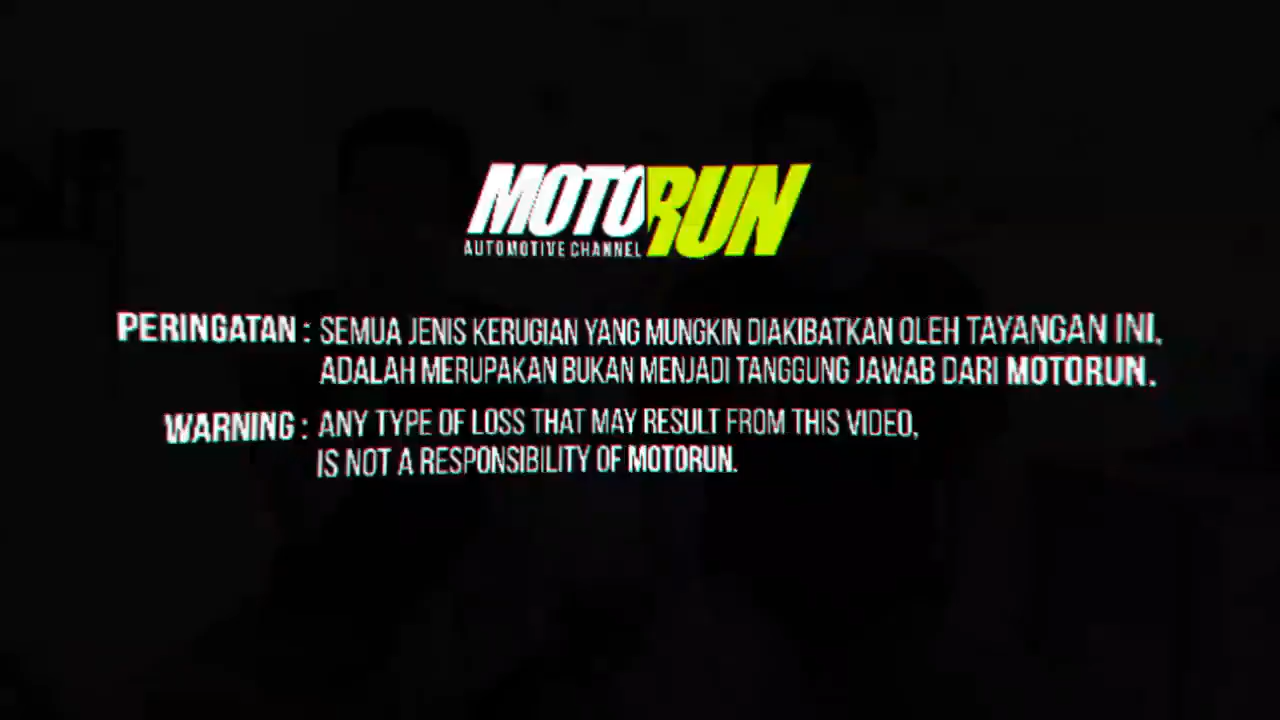 MOTORUN
AUTOMOTIVE CHANNEL
PERINGATAN : SEMUA JENIS KERUGIAN YANG MUNGKIN DIAKIBATKAN OLEH TAYANGAN INI,
ADALAH MERUPAKAN BUKAN MENJADI TANGGUNG JAWAB DARI MOTORUN.
WARNING : ANY TYPE OF LOSS THAT MAY RESULT FROM THIS VIDEO,
IS NOT A RESPONSIBILITY OF MOTORUN.